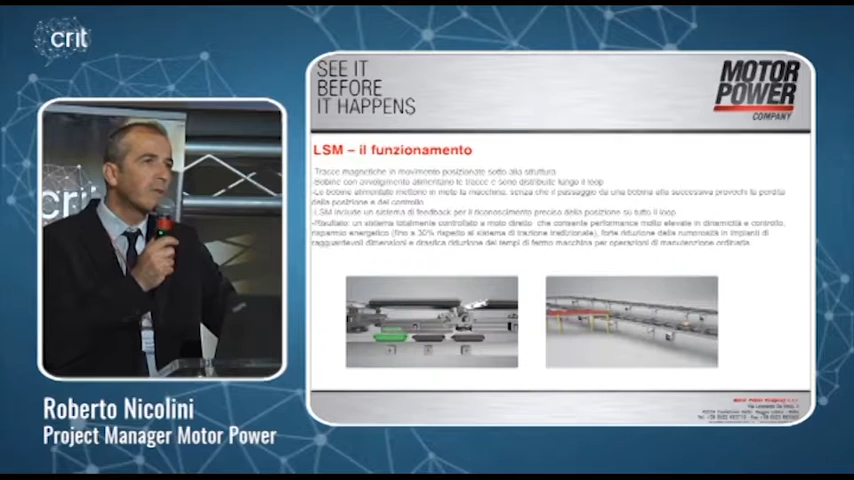 crit
SEE IT
BEFORE
IT HAPPENS
MOTOR
POWER
COMPANY
LSM – il funzionamento
Tracce magnetiche in movimento posizionate sotto alla struttura
-Bobine con avvolgimento alimentano le tracce e sono distribuite lungo il loop
-Le bobine alimentate mettono in moto la macchina, senza che il passaggio da una bobina alla successiva provochi la perdita
della posizione e del controllo
-LSM include un sistema di feedback per il riconoscimento preciso della posizione su tutto il loop
-Risultato: un sistema totalmente controllato a moto diretto che consente performance molto elevate in dinamicità e controllo,
risparmio energetico (fino a 30% rispetto al sistema di trazione tradizionale), forte riduzione della rumorosità in impianti di
ragguardevoli dimensioni e drastica riduzione dei tempi di fermo macchina per operazioni di manutenzione ordinaria.
crit
Roberto Nicolini
Project Manager Motor Power
Motor Power Company s.r.l.